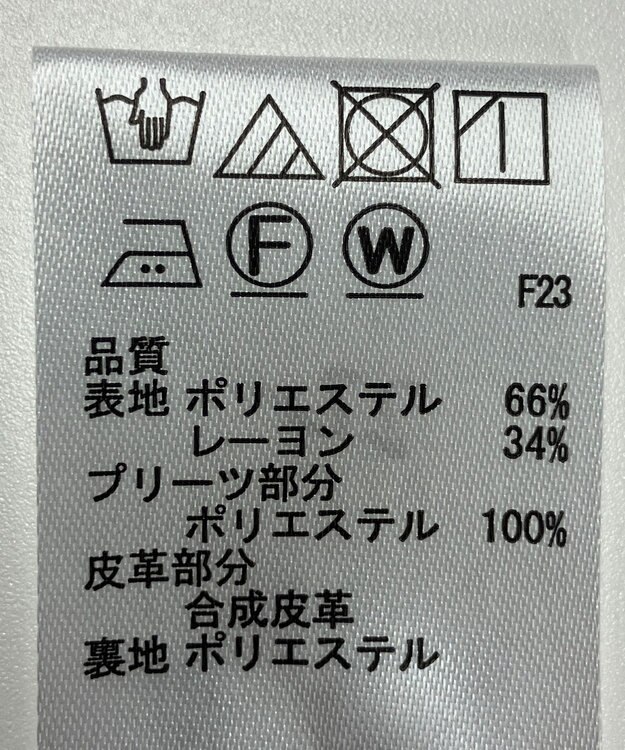 F W
F23
品質
表地 ポリエステル 66%
レーヨン 34%
プリーツ部分
ポリエステル 100%
皮革部分
合成皮革
裏地 ポリエステル